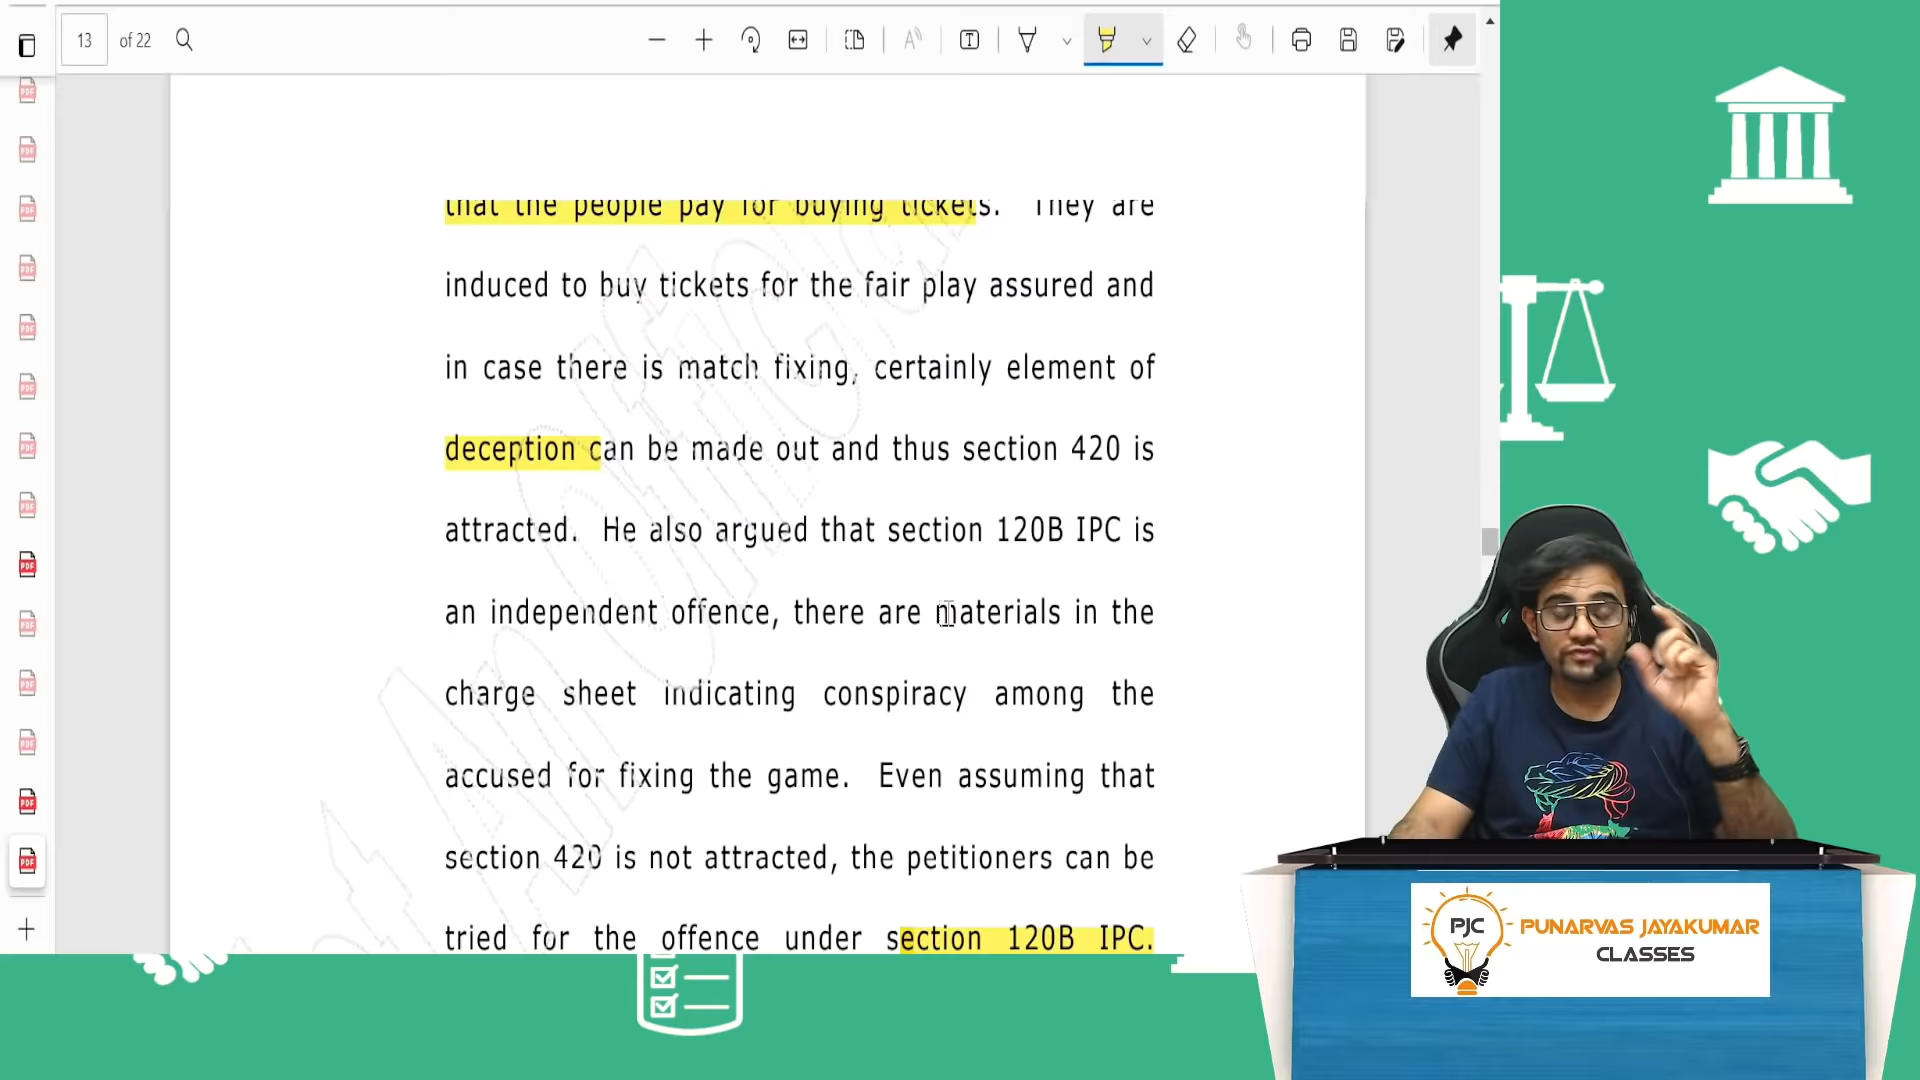 13 of 22
that the people pay for buying tickets. They are
induced to buy tickets for the fair play assured and
in case there is match fixing, certainly element of
deception can be made out and thus section 420 is
attracted. He also argued that section 120B IPC is
an independent offence, there are materials in the
charge sheet indicating conspiracy among the
accused for fixing the game. Even assuming that
section 420 is not attracted, the petitioners can be
tried for the offence under section 120B IPC.
PJC PUNARVAS JAYAKUMAR
CLASSES